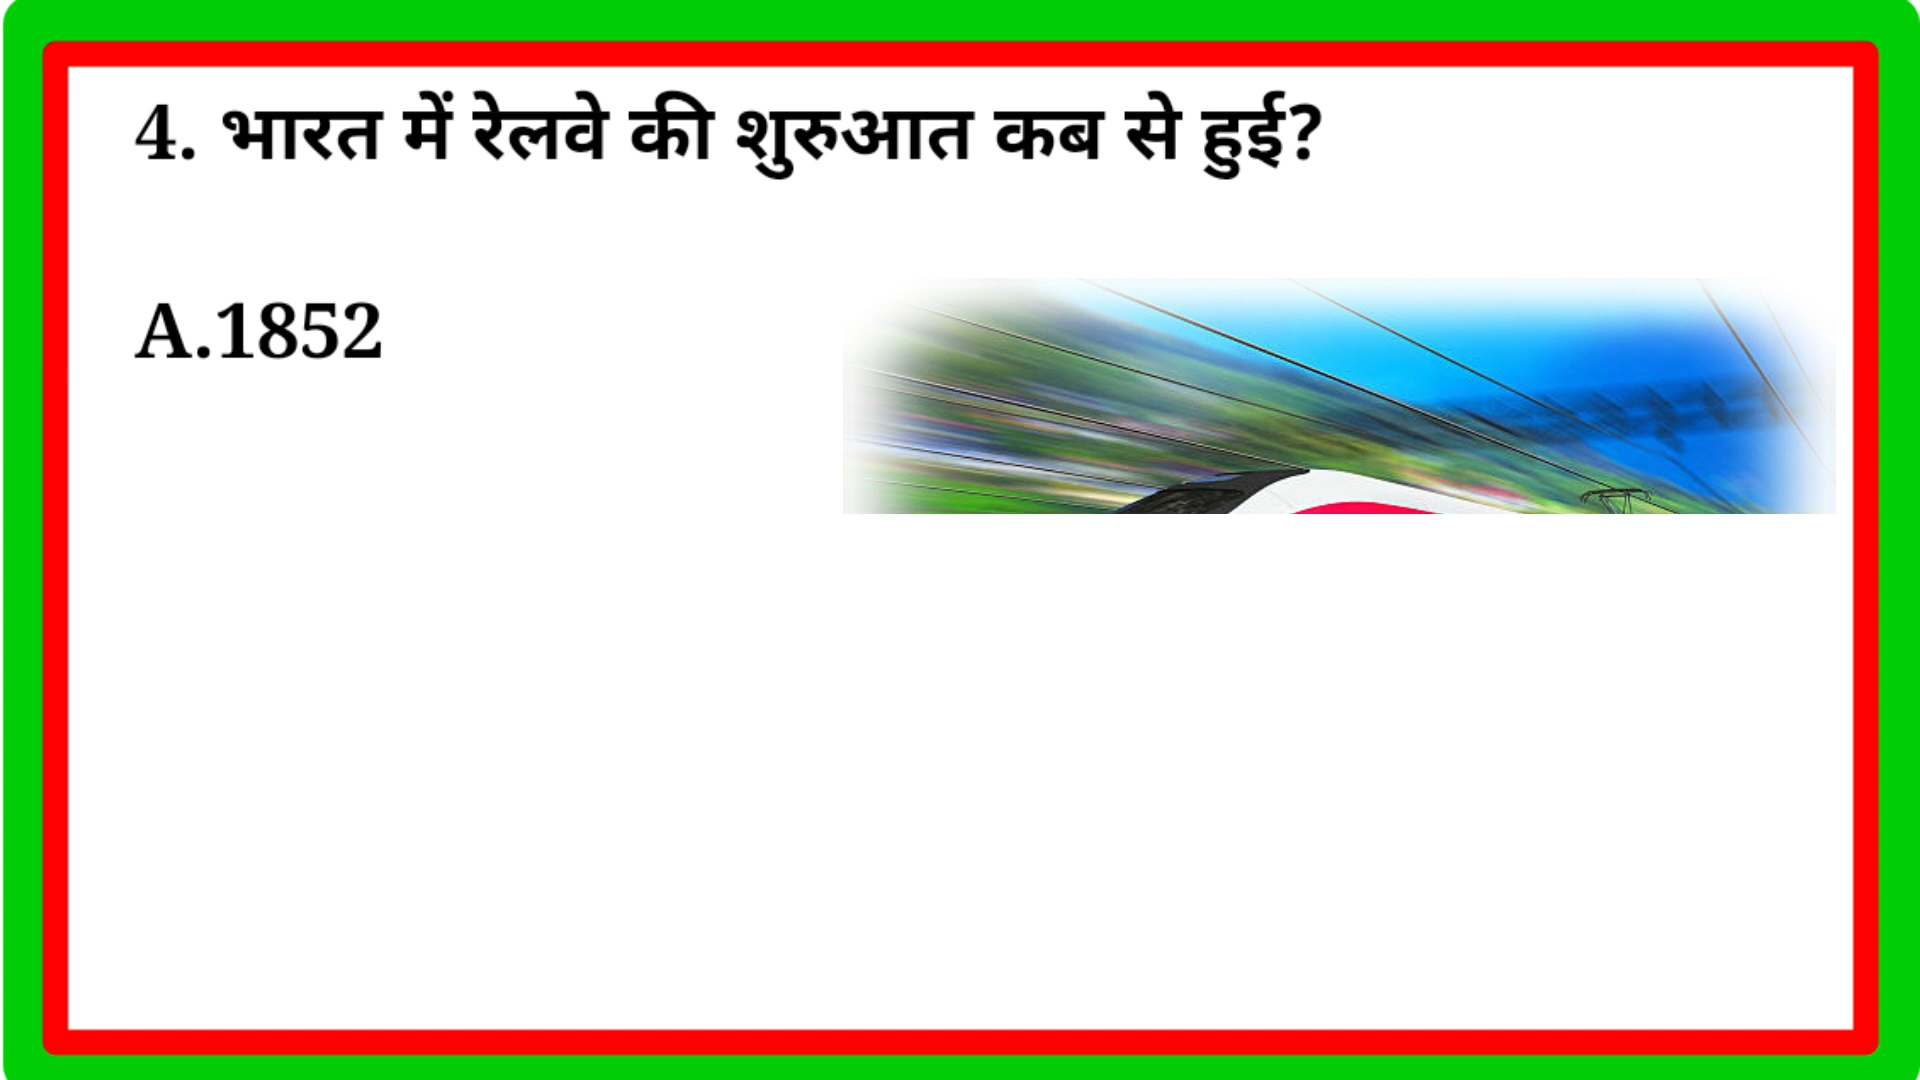 4. भारत में रेलवे की शुरुआत कब से हुई?
A.1852